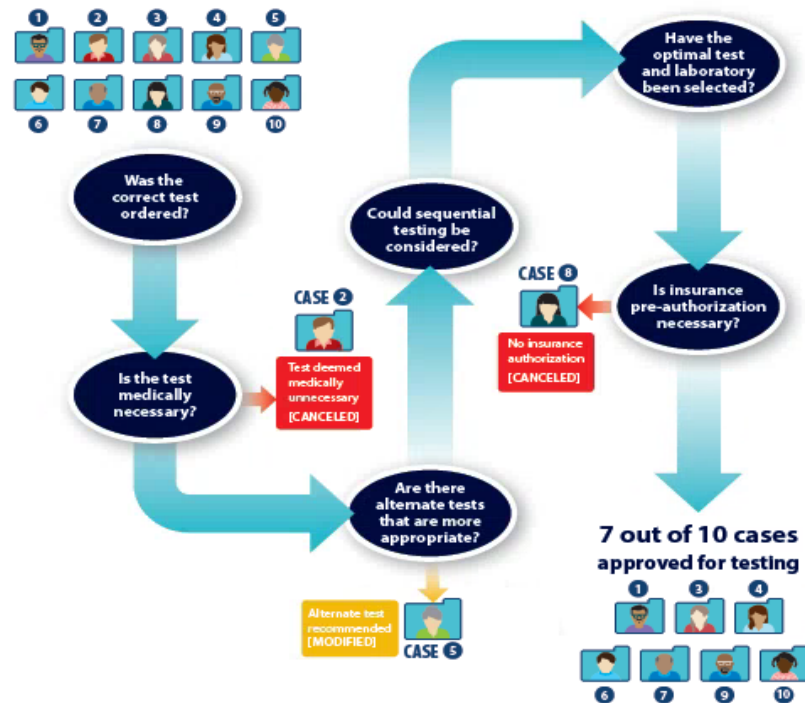 1 2 3 4 5
6 7 8 9 10
Was the
correct test
ordered?
Is the test
medically
necessary?
CASE 2
Test deemed
medically
unnecessary
[CANCELED]
Are there
alternate tests
that are more
appropriate?
Alternate test
recommended
[MODIFIED]
CASE 5
Could sequential
testing be
considered?
Have the
optimal test
and laboratory
been selected?
Is insurance
pre-authorization
necessary?
CASE 8
No insurance
authorization
[CANCELED]
7 out of 10 cases
approved for testing
1 3 4
6 7 9 10